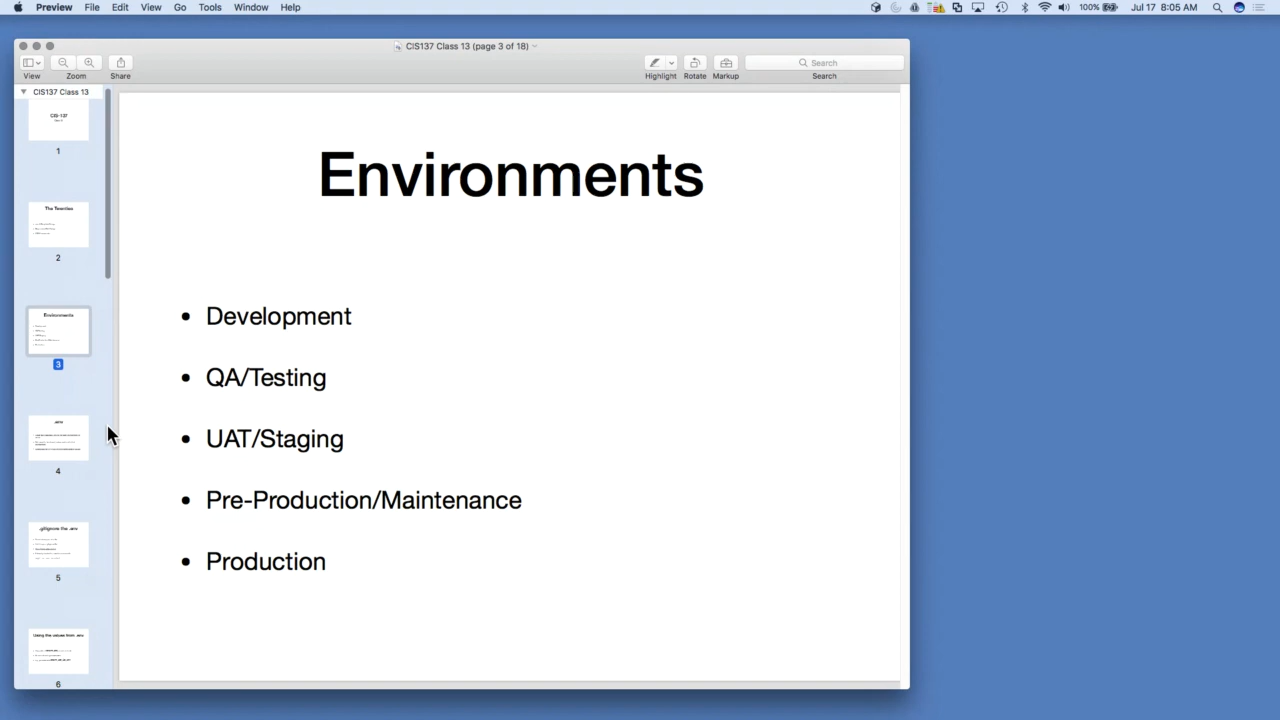 Preview File Edit View Go Tools Window Help 100% Jul 17 8:05 AM
CIS137 Class 13 (page 3 of 18)
Search
View Zoom Share Highlight Rotate Markup Search
CIS137 Class 13
CIS-137
1
The Twenties
2
Environments
3
.env
4
.gitignore the .env
5
Using the values from .env
6
Environments
• Development
• QA/Testing
• UAT/Staging
• Pre-Production/Maintenance
• Production